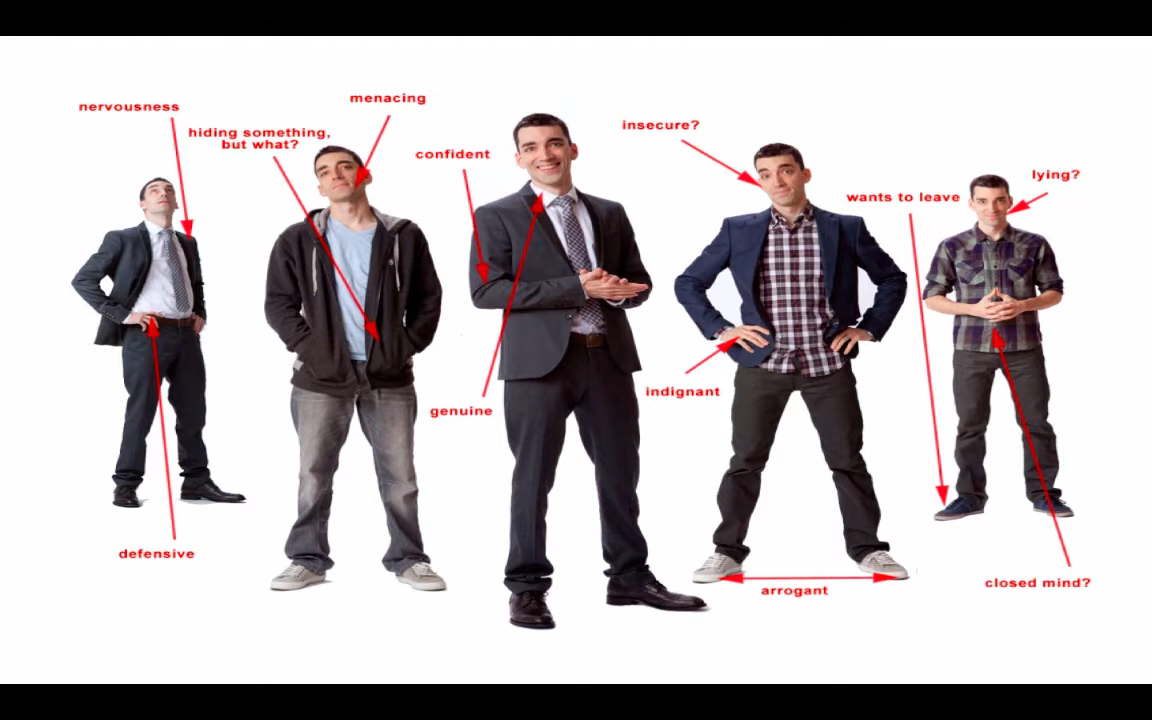 menacing
nervousness
hiding something,
but what?
insecure?
confident
lying?
wants to leave
indignant
genuine
defensive
closed mind?
arrogant